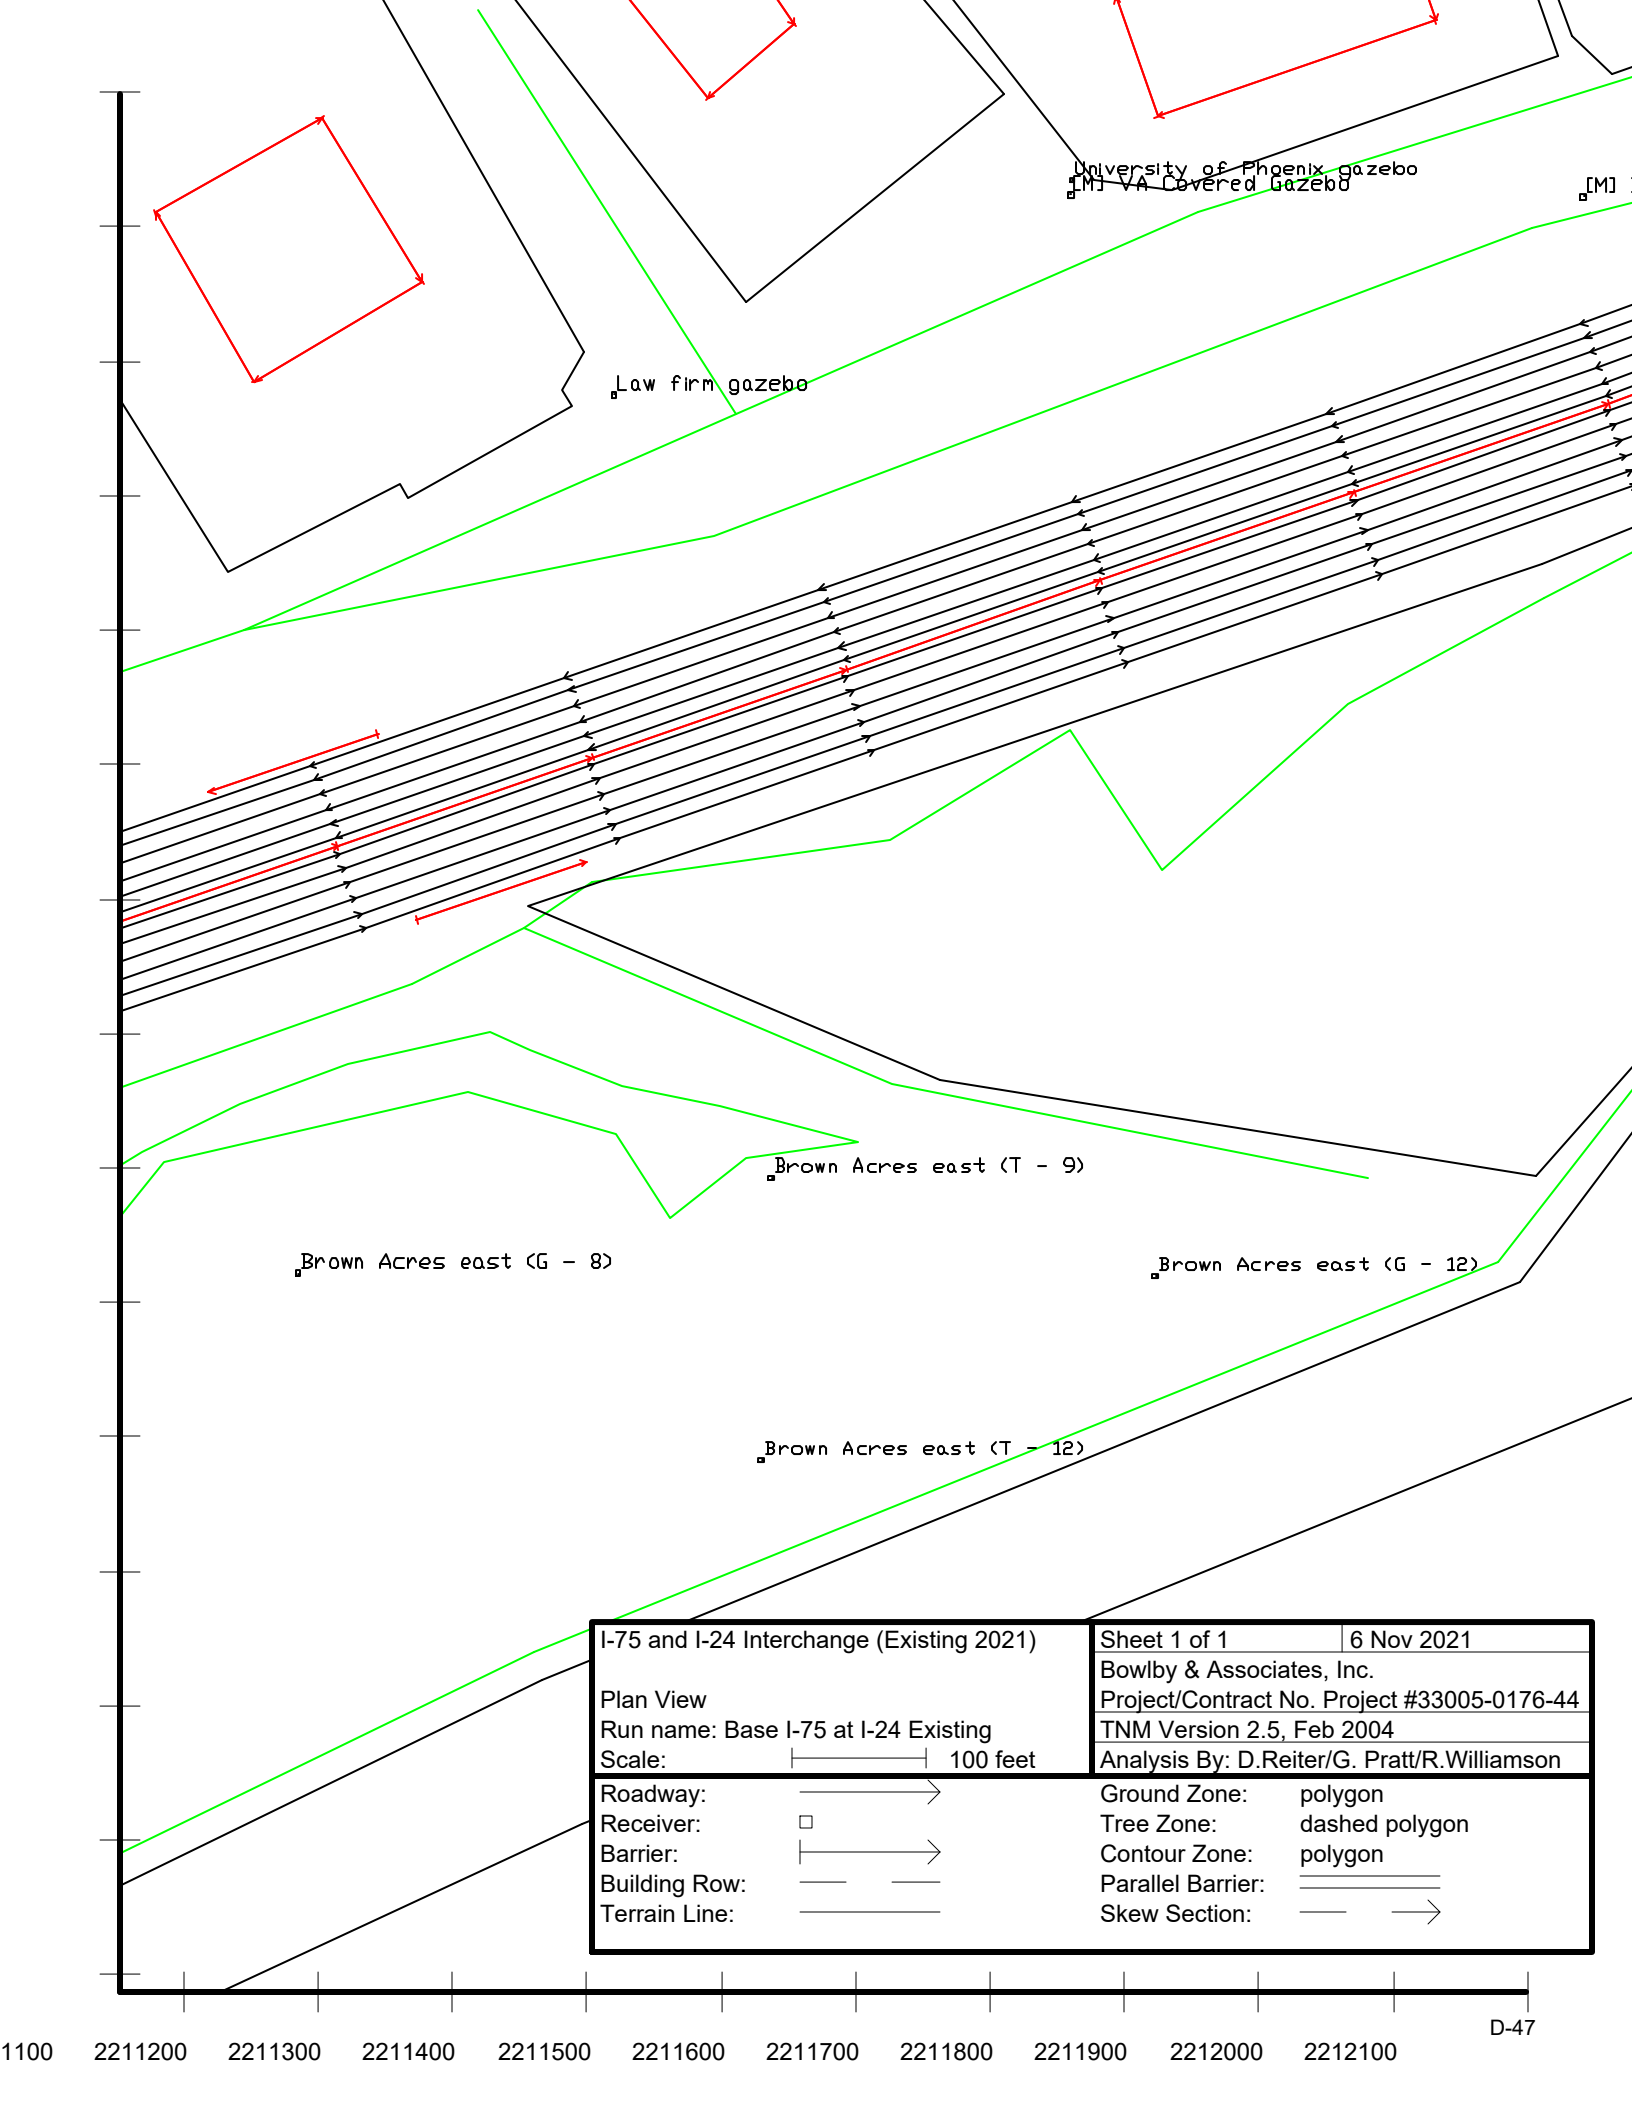 University of Phoenix gazebo
[M] VA Covered Gazebo
[M]
Law firm gazebo
Brown Acres east (T - 9)
Brown Acres east (G - 8)
Brown Acres east (G - 12)
Brown Acres east (T - 12)
I-75 and I-24 Interchange (Existing 2021)
Plan View
Run name: Base I-75 at I-24 Existing
Scale: 100 feet
Sheet 1 of 1 6 Nov 2021
Bowlby & Associates, Inc.
Project/Contract No. Project #33005-0176-44
TNM Version 2.5, Feb 2004
Analysis By: D.Reiter/G. Pratt/R.Williamson
Roadway:
Receiver:
Barrier:
Building Row:
Terrain Line:
Ground Zone: polygon
Tree Zone: dashed polygon
Contour Zone: polygon
Parallel Barrier:
Skew Section:
D-47
1100 2211200 2211300 2211400 2211500 2211600 2211700 2211800 2211900 2212000 2212100